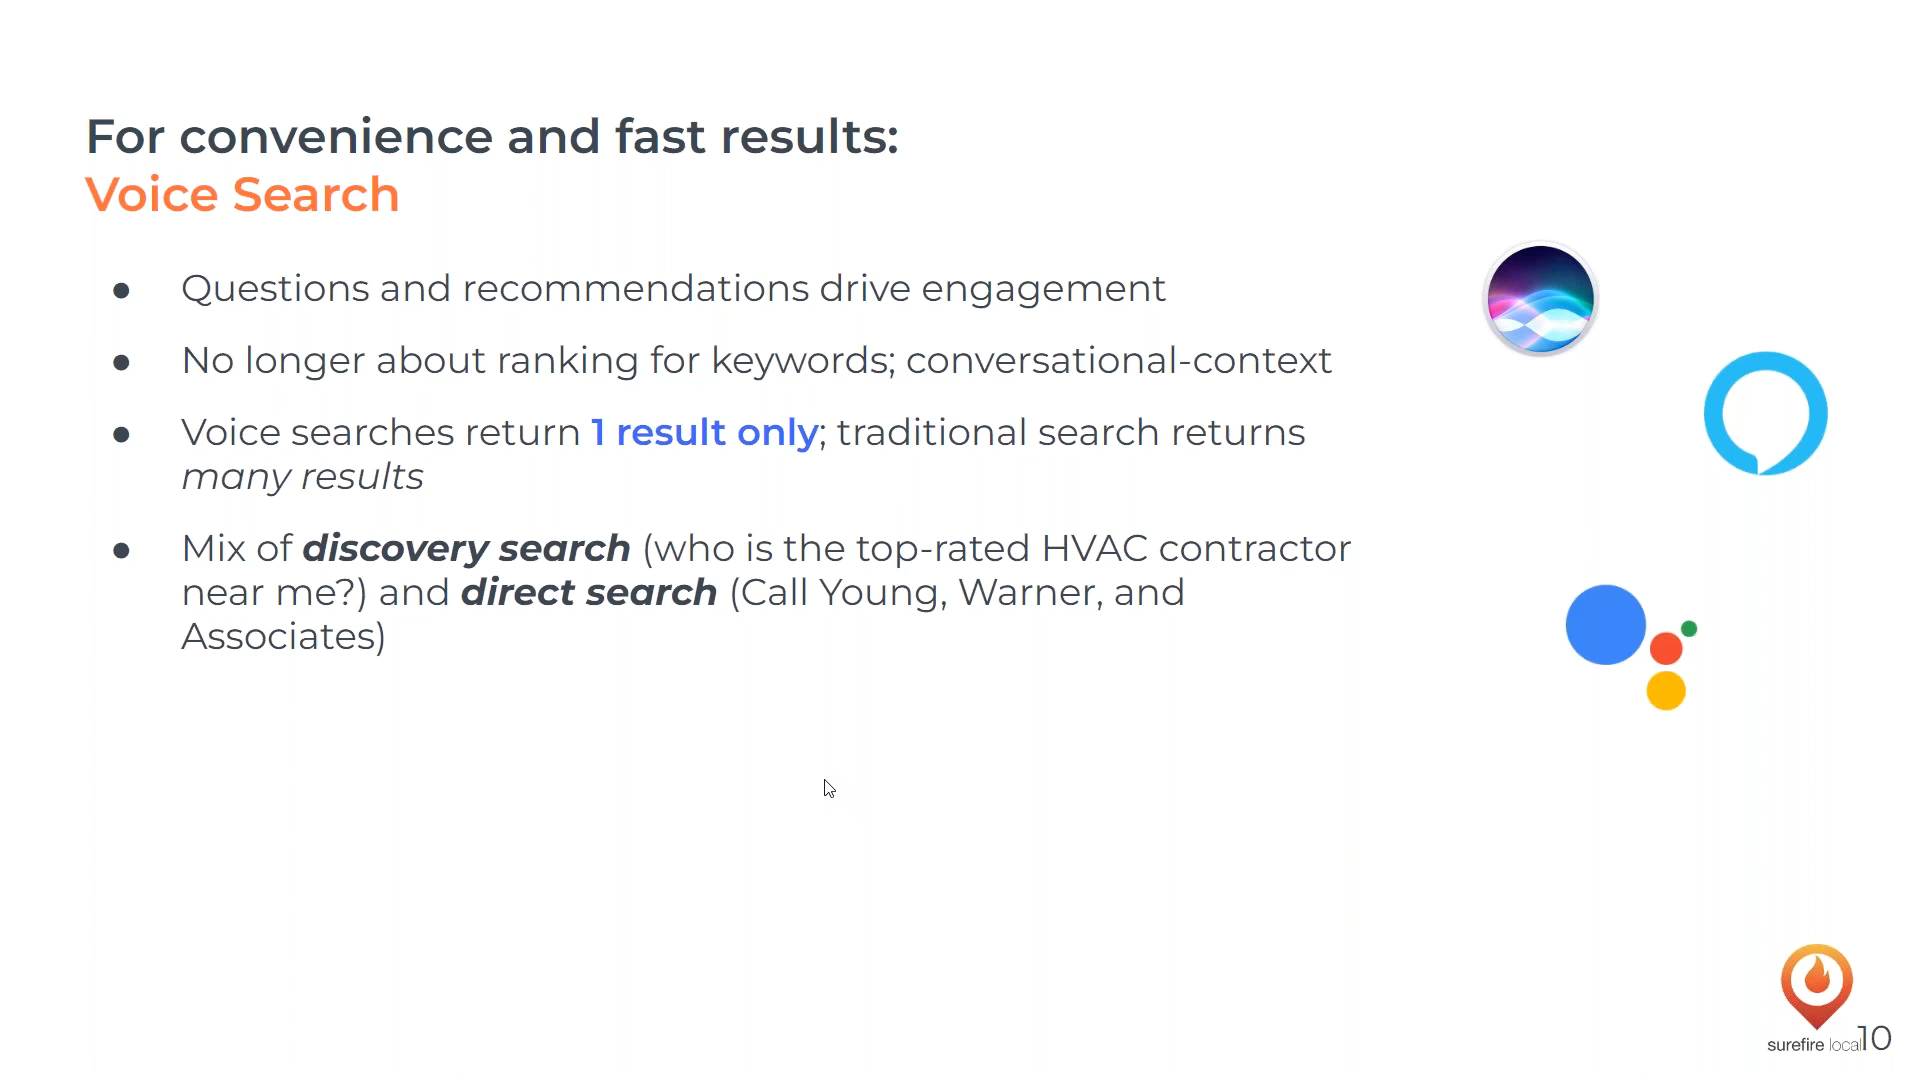 For convenience and fast results:
Voice Search
● Questions and recommendations drive engagement
● No longer about ranking for keywords; conversational-context
● Voice searches return 1 result only; traditional search returns
many results
● Mix of discovery search (who is the top-rated HVAC contractor
near me?) and direct search (Call Young, Warner, and
Associates)
surefire local
10